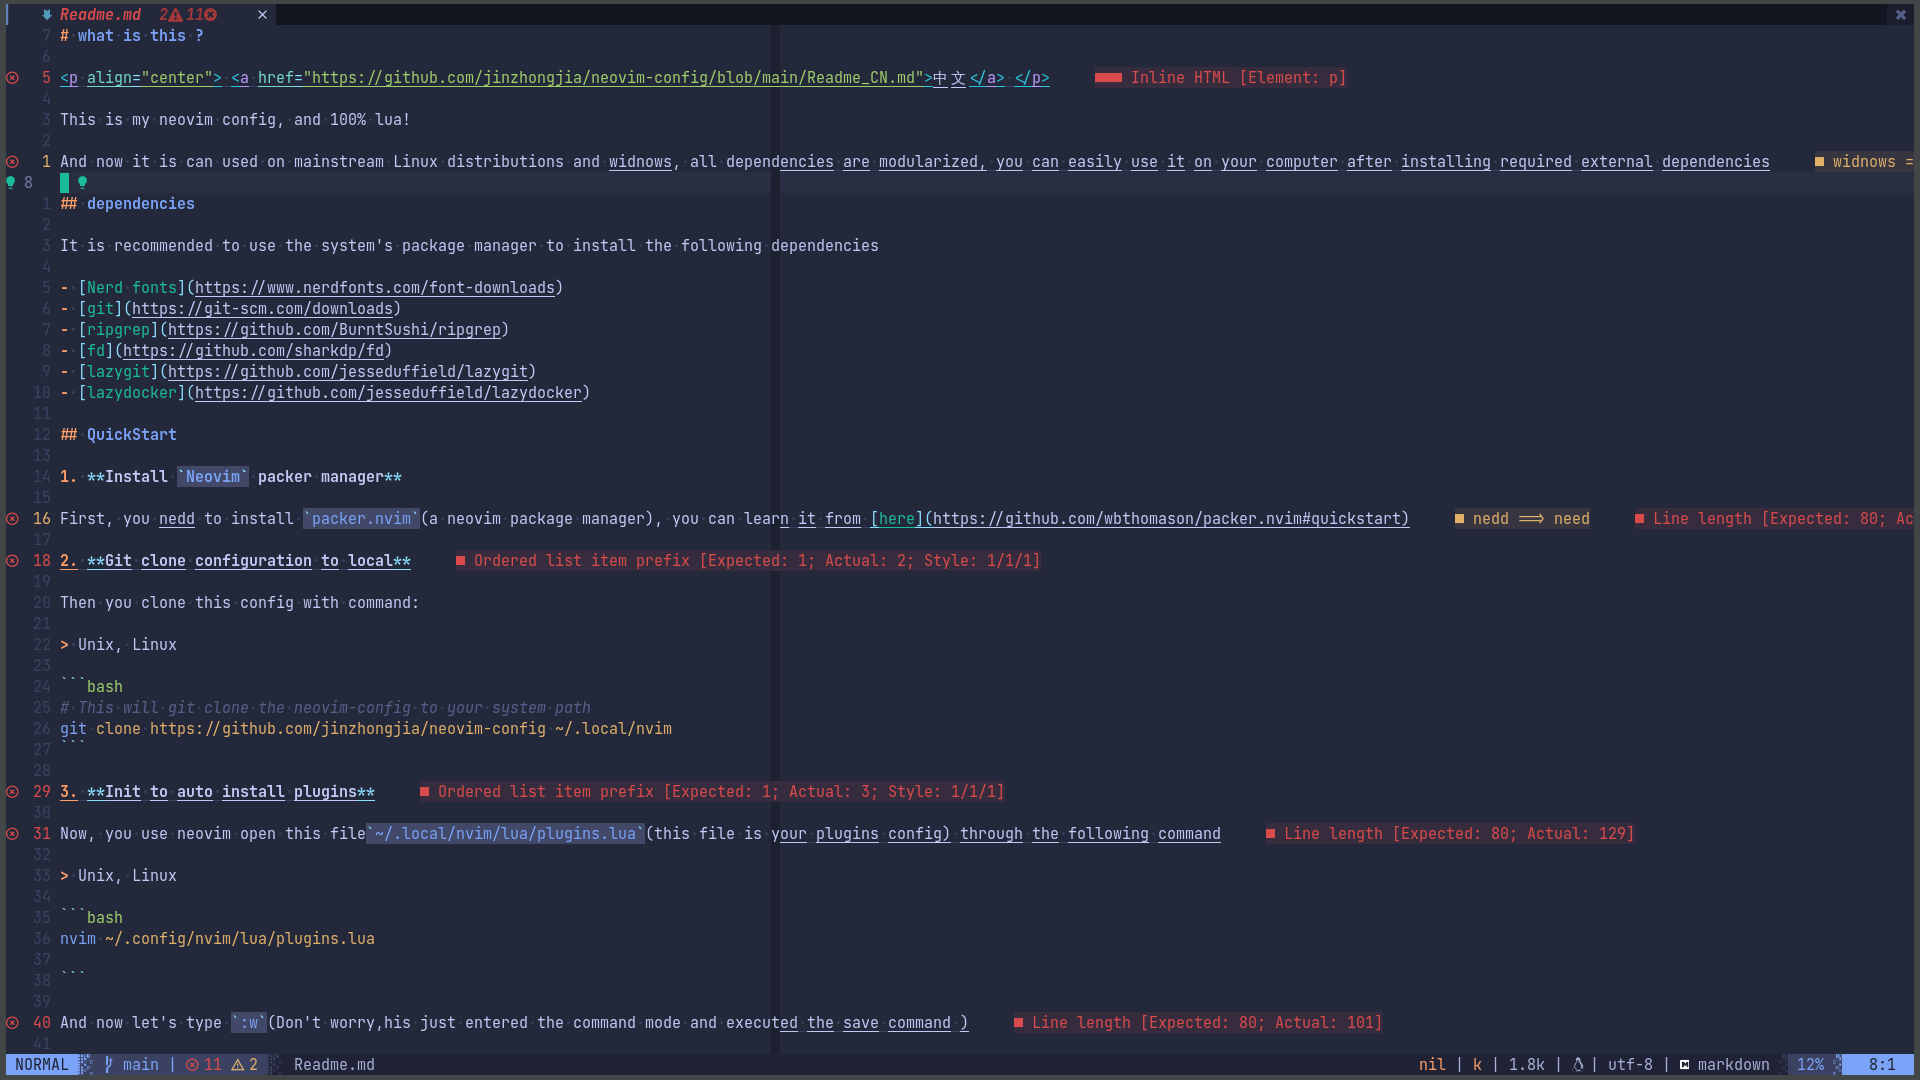 Readme.md 2 11
7 # what is this ?
6
5 <p align="center"> <a href="https://github.com/jinzhongjia/neovim-config/blob/main/Readme_CN.md">中文</a> </p> Inline HTML [Element: p]
4
3 This is my neovim config, and 100% lua!
2
1 And now it is can used on mainstream Linux distributions and widnows, all dependencies are modularized, you can easily use it on your computer after installing required external dependencies widnows =
8
1 ## dependencies
2
3 It is recommended to use the system's package manager to install the following dependencies
4
5 - [Nerd fonts](https://www.nerdfonts.com/font-downloads)
6 - [git](https://git-scm.com/downloads)
7 - [ripgrep](https://github.com/BurntSushi/ripgrep)
8 - [fd](https://github.com/sharkdp/fd)
9 - [lazygit](https://github.com/jesseduffield/lazygit)
10 - [lazydocker](https://github.com/jesseduffield/lazydocker)
11
12 ## QuickStart
13
14 1. **Install `Neovim` packer manager**
15
16 First, you nedd to install `packer.nvim`(a neovim package manager), you can learn it from [here](https://github.com/wbthomason/packer.nvim#quickstart) nedd ==> need Line length [Expected: 80; Ac
17
18 2. **Git clone configuration to local** Ordered list item prefix [Expected: 1; Actual: 2; Style: 1/1/1]
19
20 Then you clone this config with command:
21
22 > Unix, Linux
23
24 ```bash
25 # This will git clone the neovim-config to your system path
26 git clone https://github.com/jinzhongjia/neovim-config ~/.local/nvim
27 ```
28
29 3. **Init to auto install plugins** Ordered list item prefix [Expected: 1; Actual: 3; Style: 1/1/1]
30
31 Now, you use neovim open this file`~/.local/nvim/lua/plugins.lua`(this file is your plugins config) through the following command Line length [Expected: 80; Actual: 129]
32
33 > Unix, Linux
34
35 ```bash
36 nvim ~/.config/nvim/lua/plugins.lua
37
38 ```
39
40 And now let's type `:w`(Don't worry,his just entered the command mode and executed the save command ) Line length [Expected: 80; Actual: 101]
41
NORMAL main | 11 2 Readme.md nil | k | 1.8k | | utf-8 | markdown 12% 8:1